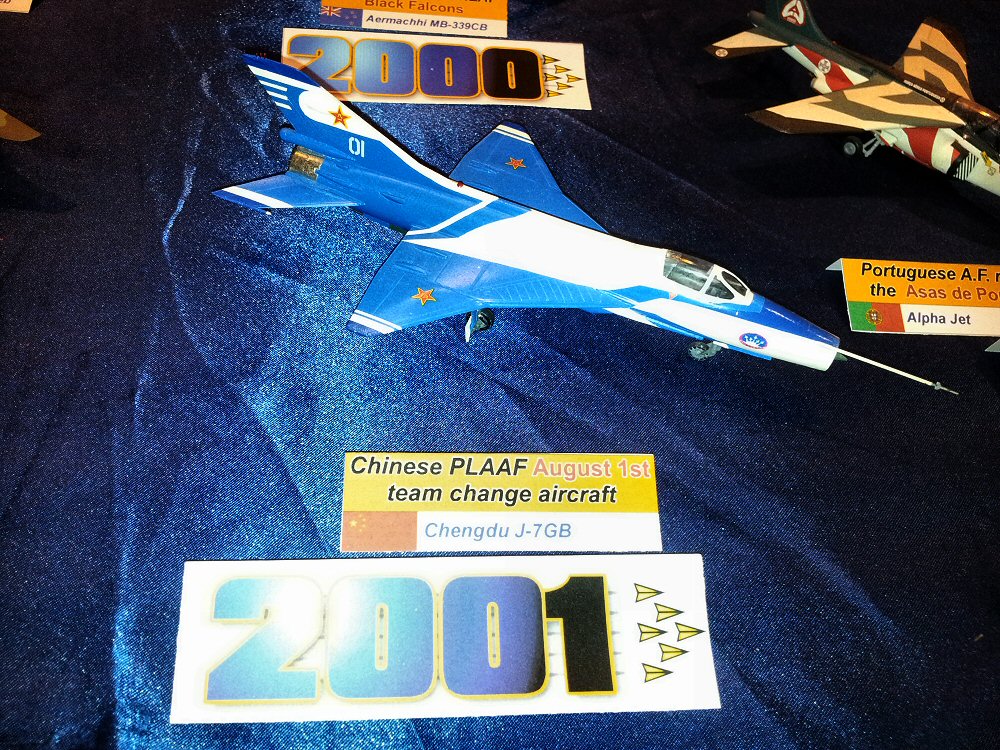 Black Falcons
Aermachhi MB-339CB
2000
01
Portuguese A.F.
the Asas de Po
Alpha Jet
Chinese PLAAF August 1st
team change aircraft
Chengdu J-7GB
2001